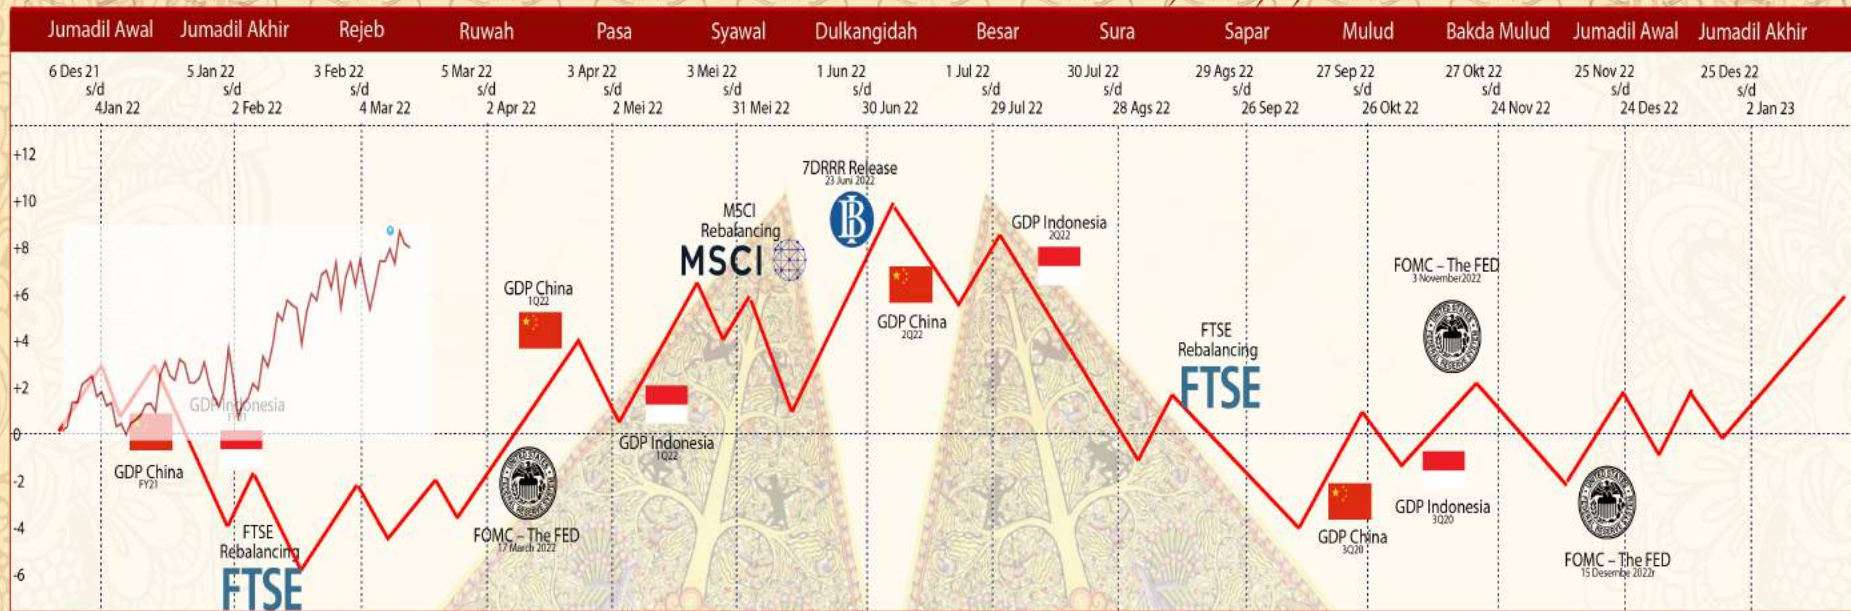 Jumadil Awal
Jumadil Akhir
Rejeb
Ruwah
Pasa
Syawal
Dulkangidah
Besar
Sura
Sapar
Mulud
Bakda Mulud
Jumadil Awal
Jumadil Akhir
6 Des 21
s/d
4Jan 22
5 Jan 22
s/d
2 Feb 22
3 Feb 22
s/d
4 Mar 22
5 Mar 22
s/d
2 Apr 22
3 Apr 22
s/d
2 Mei 22
3 Mei 22
s/d
31 Mei 22
1 Jun 22
s/d
30 Jun 22
1 Jul 22
s/d
29 Jul 22
30 Jul 22
s/d
28 Ags 22
29 Ags 22
s/d
26 Sep 22
27 Sep 22
s/d
26 Okt 22
27 Okt 22
s/d
24 Nov 22
25 Nov 22
s/d
24 Des 22
25 Des 22
s/d
2 Jan 23
+12
+10
+8
+6
+4
+2
0
-2
-4
-6
GDP China
FY21
GDP Indonesia
FTSE
Rebalancing
FTSE
GDP China
1Q22
FOMC – The FED
17 March 2022
GDP Indonesia
1Q22
MSCI
Rebalancing
MSCI
7DRRR Release
23 Juni 2022
GDP China
2Q22
GDP Indonesia
2Q22
FTSE
Rebalancing
FTSE
GDP China
3Q20
FOMC – The FED
3 November2022
GDP Indonesia
3Q20
FOMC – The FED
15 Desembe 2022r